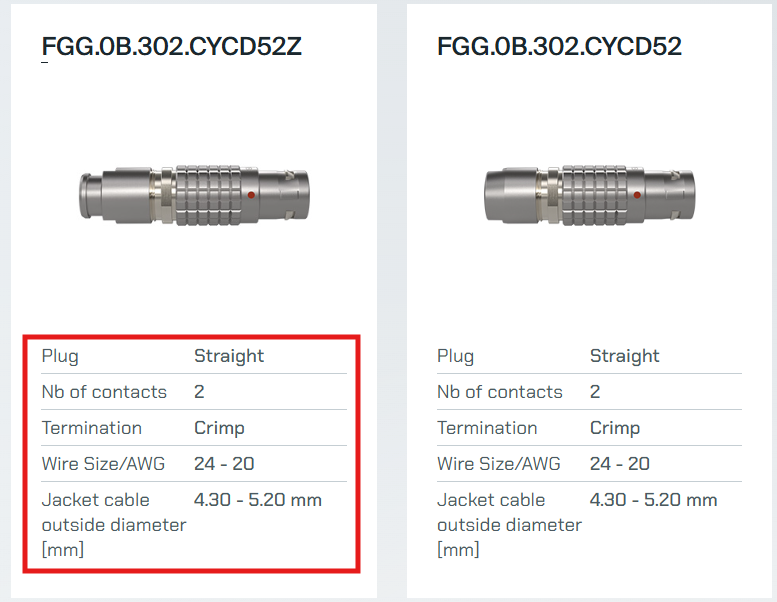 FGG.0B.302.CYCD52Z
Plug Straight
Nb of contacts 2
Termination Crimp
Wire Size/AWG 24 - 20
Jacket cable outside diameter [mm] 4.30 - 5.20 mm
FGG.0B.302.CYCD52
Plug Straight
Nb of contacts 2
Termination Crimp
Wire Size/AWG 24 - 20
Jacket cable outside diameter [mm] 4.30 - 5.20 mm